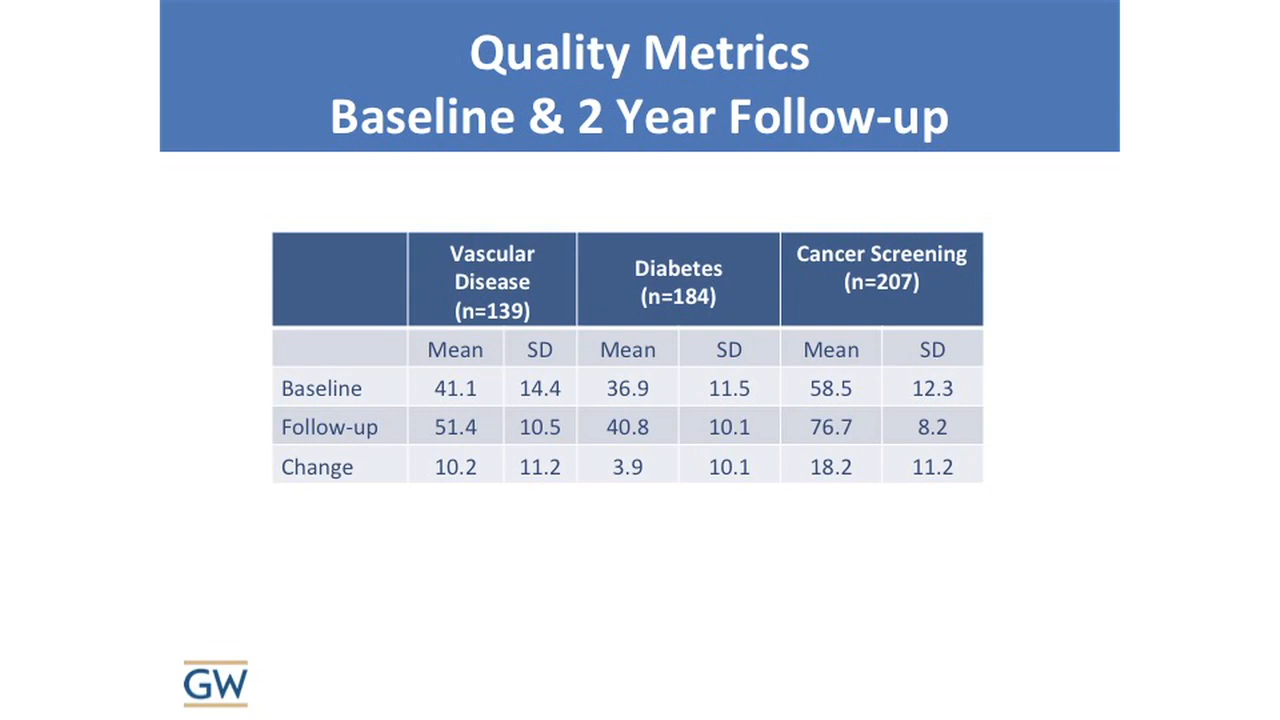 Quality Metrics
Baseline & 2 Year Follow-up
Vascular
Disease
(n=139)
Diabetes
(n=184)
Cancer Screening
(n=207)
Mean SD Mean SD Mean SD
Baseline 41.1 14.4 36.9 11.5 58.5 12.3
Follow-up 51.4 10.5 40.8 10.1 76.7 8.2
Change 10.2 11.2 3.9 10.1 18.2 11.2
GW